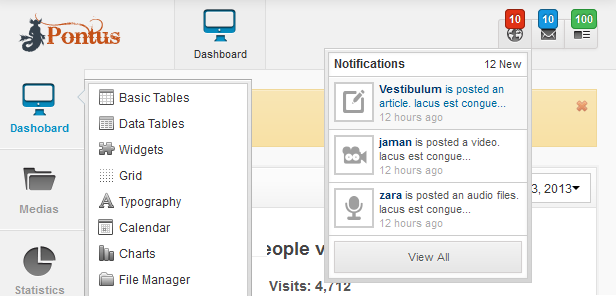 Pontus
Dashboard
10
10
100
Dashobard
Medias
Statistics
Basic Tables
Data Tables
Widgets
Grid
Typography
Calendar
Charts
File Manager
Notifications 12 New
Vestibulum is posted an
article. lacus est congue...
12 hours ago
jaman is posted a video.
lacus est congue...
12 hours ago
zara is posted an audio files.
lacus est congue...
12 hours ago
View All
3, 2013
eople v
Visits: 4,712